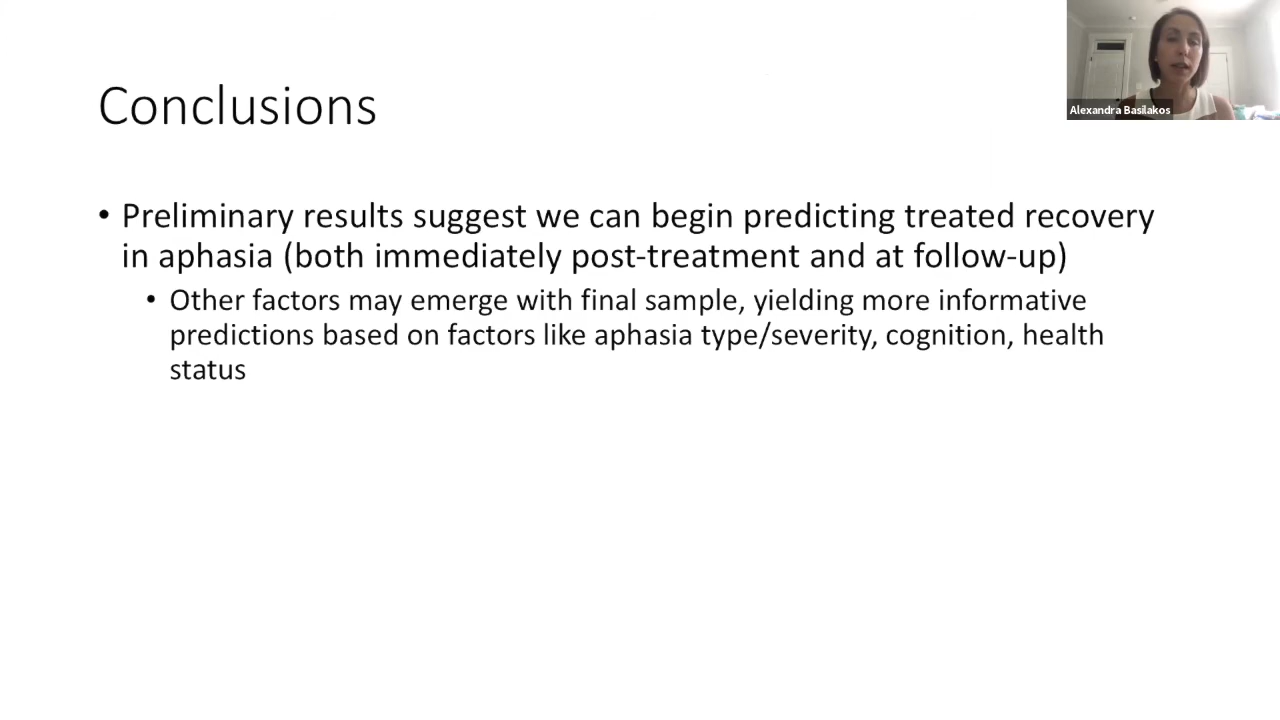 Alexandra Basilakos
Conclusions
• Preliminary results suggest we can begin predicting treated recovery
in aphasia (both immediately post-treatment and at follow-up)
• Other factors may emerge with final sample, yielding more informative
predictions based on factors like aphasia type/severity, cognition, health
status